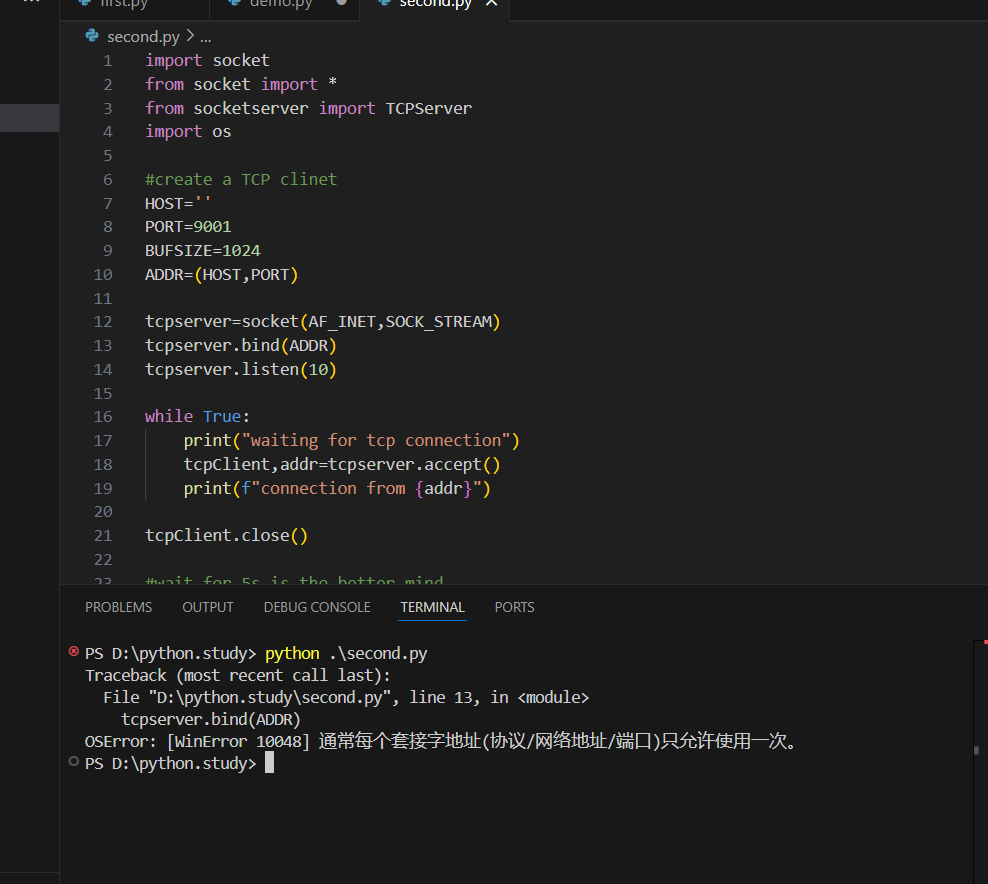 first.py demo.py second.py
second.py > ...
1 import socket
2 from socket import *
3 from socketserver import TCPServer
4 import os
5
6 #create a TCP clinet
7 HOST=''
8 PORT=9001
9 BUFSIZE=1024
10 ADDR=(HOST,PORT)
11
12 tcpserver=socket(AF_INET,SOCK_STREAM)
13 tcpserver.bind(ADDR)
14 tcpserver.listen(10)
15
16 while True:
17 print("waiting for tcp connection")
18 tcpClient,addr=tcpserver.accept()
19 print(f"connection from {addr}")
20
21 tcpClient.close()
22
23 #wait for 5s is the better mind
PROBLEMS OUTPUT DEBUG CONSOLE TERMINAL PORTS
PS D:\python.study> python .\second.py
Traceback (most recent call last):
File "D:\python.study\second.py", line 13, in <module>
tcpserver.bind(ADDR)
OSError: [WinError 10048] 通常每个套接字地址(协议/网络地址/端口)只允许使用一次。
PS D:\python.study>